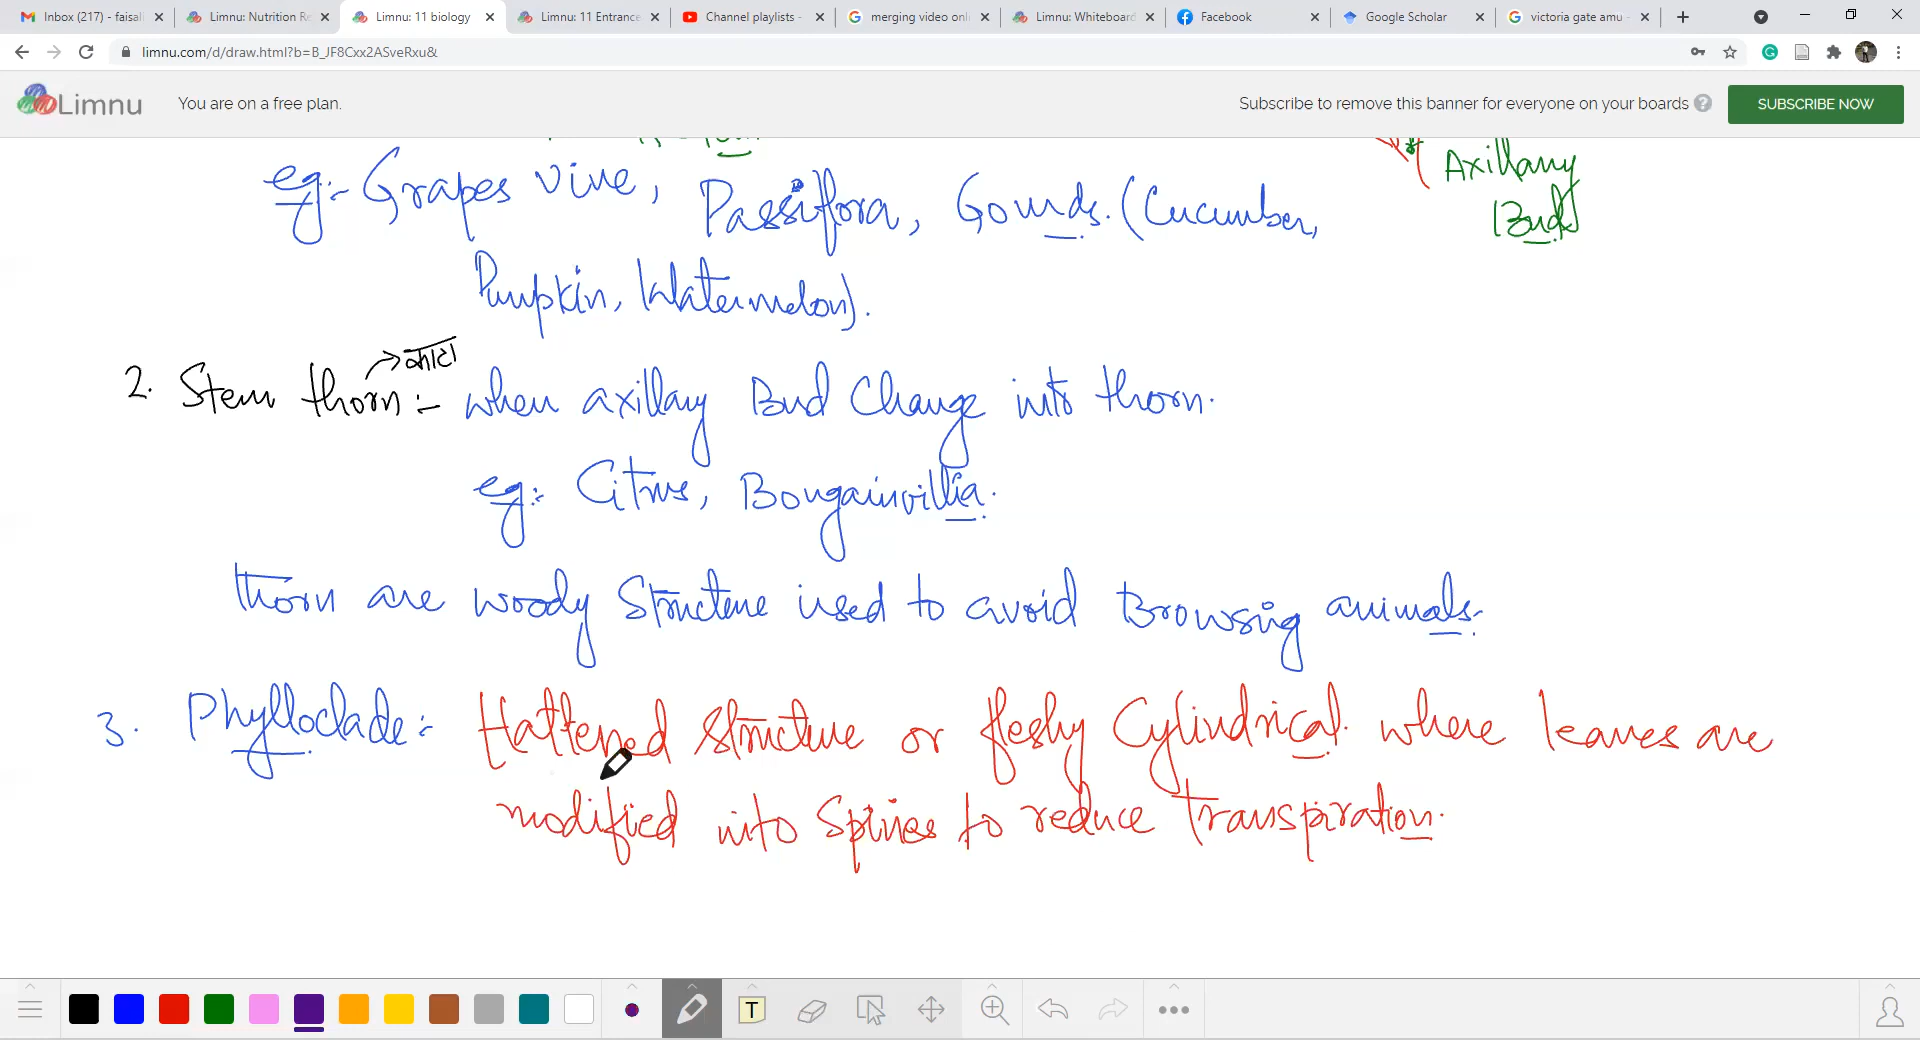 Inbox (217) - faisall
Limnu: Nutrition Re
Limnu: 11 biology
Limnu: 11 Entrance
Channel playlists -
merging video onl
Limnu: Whiteboard
Facebook
Google Scholar
victoria gate amu -
limnu.com/d/draw.html?b=B_JF8Cxx2ASveRxu&
Limnu
You are on a free plan.
Subscribe to remove this banner for everyone on your boards
SUBSCRIBE NOW
eg:- Grapes vine, Passiflora, Gourds. (Cucumber,
Axillary
Bud
Pumpkin, Watermelon).
2. Stem thorn → काटा :- when axillary Bud Change into thorn.
eg:- Citrus, Bougainvillia.
thorn are woody structure used to avoid Browsing animals.
3. Phylloclade :- flattened structure or fleshy Cylindrical. where leaves are
modified into Spines to reduce transpiration.
T